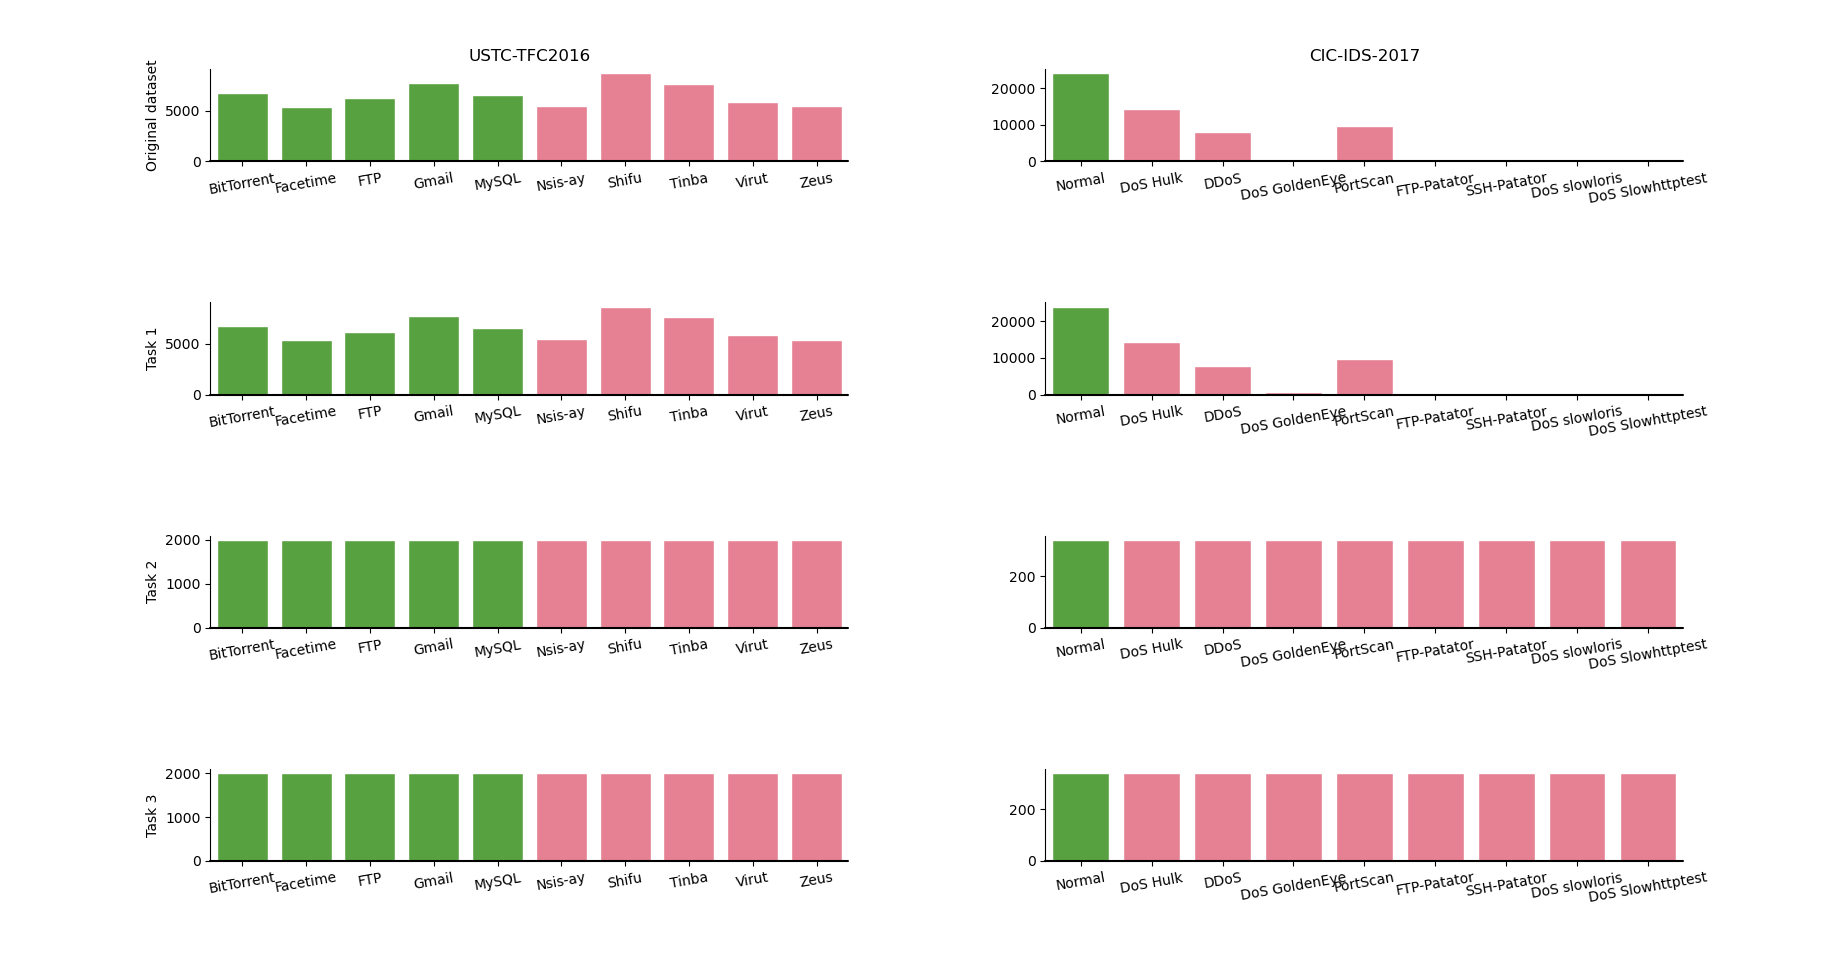 USTC-TFC2016
Original dataset
5000
0
BitTorrent Facetime FTP Gmail MySQL Nsis-ay Shifu Tinba Virut Zeus
CIC-IDS-2017
20000
10000
0
Normal DoS Hulk DDoS DoS GoldenEye PortScan FTP-Patator SSH-Patator DoS slowloris DoS Slowhttptest
Task 1
5000
0
BitTorrent Facetime FTP Gmail MySQL Nsis-ay Shifu Tinba Virut Zeus
20000
10000
0
Normal DoS Hulk DDoS DoS GoldenEye PortScan FTP-Patator SSH-Patator DoS slowloris DoS Slowhttptest
Task 2
2000
1000
0
BitTorrent Facetime FTP Gmail MySQL Nsis-ay Shifu Tinba Virut Zeus
200
0
Normal DoS Hulk DDoS DoS GoldenEye PortScan FTP-Patator SSH-Patator DoS slowloris DoS Slowhttptest
Task 3
2000
1000
0
BitTorrent Facetime FTP Gmail MySQL Nsis-ay Shifu Tinba Virut Zeus
200
0
Normal DoS Hulk DDoS DoS GoldenEye PortScan FTP-Patator SSH-Patator DoS slowloris DoS Slowhttptest